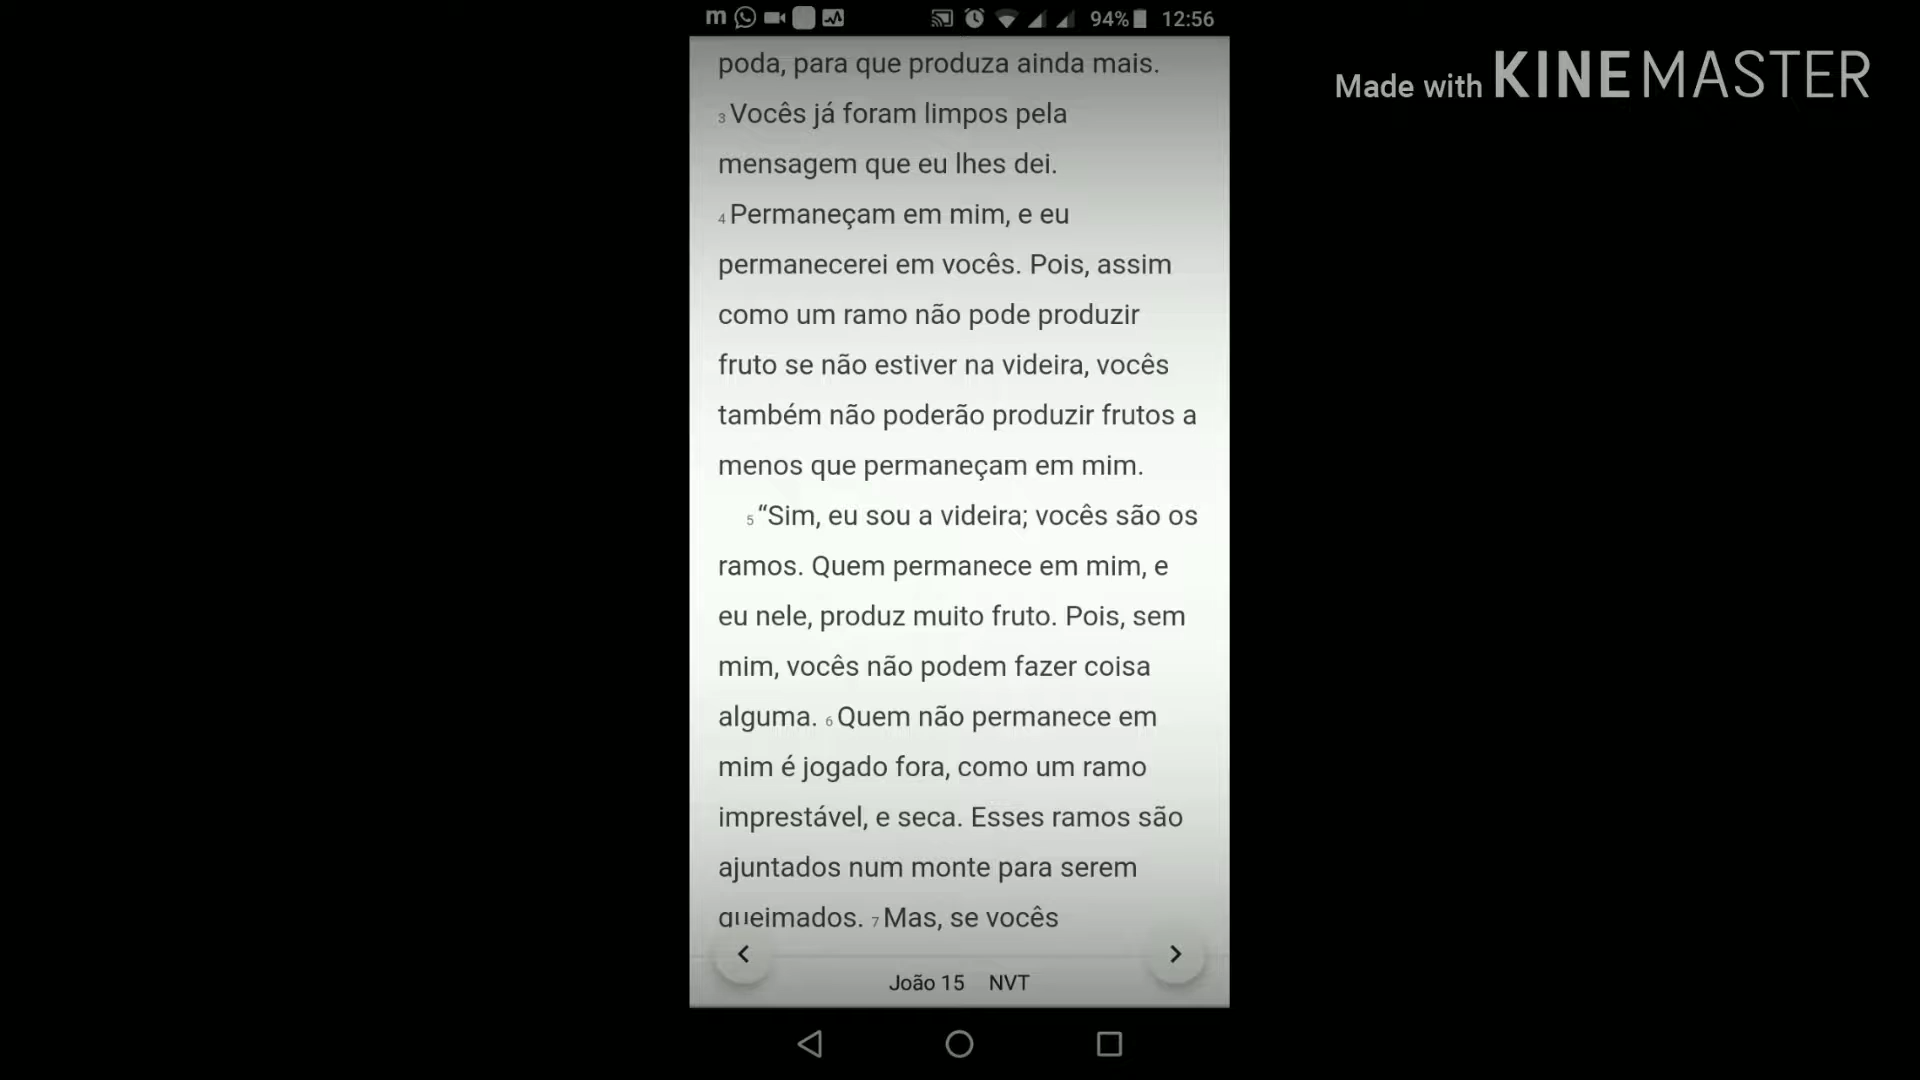 94% 12:56
Made with KINEMASTER
poda, para que produza ainda mais.
3 Vocês já foram limpos pela
mensagem que eu lhes dei.
4 Permaneçam em mim, e eu
permanecerei em vocês. Pois, assim
como um ramo não pode produzir
fruto se não estiver na videira, vocês
também não poderão produzir frutos a
menos que permaneçam em mim.
5 “Sim, eu sou a videira; vocês são os
ramos. Quem permanece em mim, e
eu nele, produz muito fruto. Pois, sem
mim, vocês não podem fazer coisa
alguma. 6 Quem não permanece em
mim é jogado fora, como um ramo
imprestável, e seca. Esses ramos são
ajuntados num monte para serem
queimados. 7 Mas, se vocês
João 15 NVT